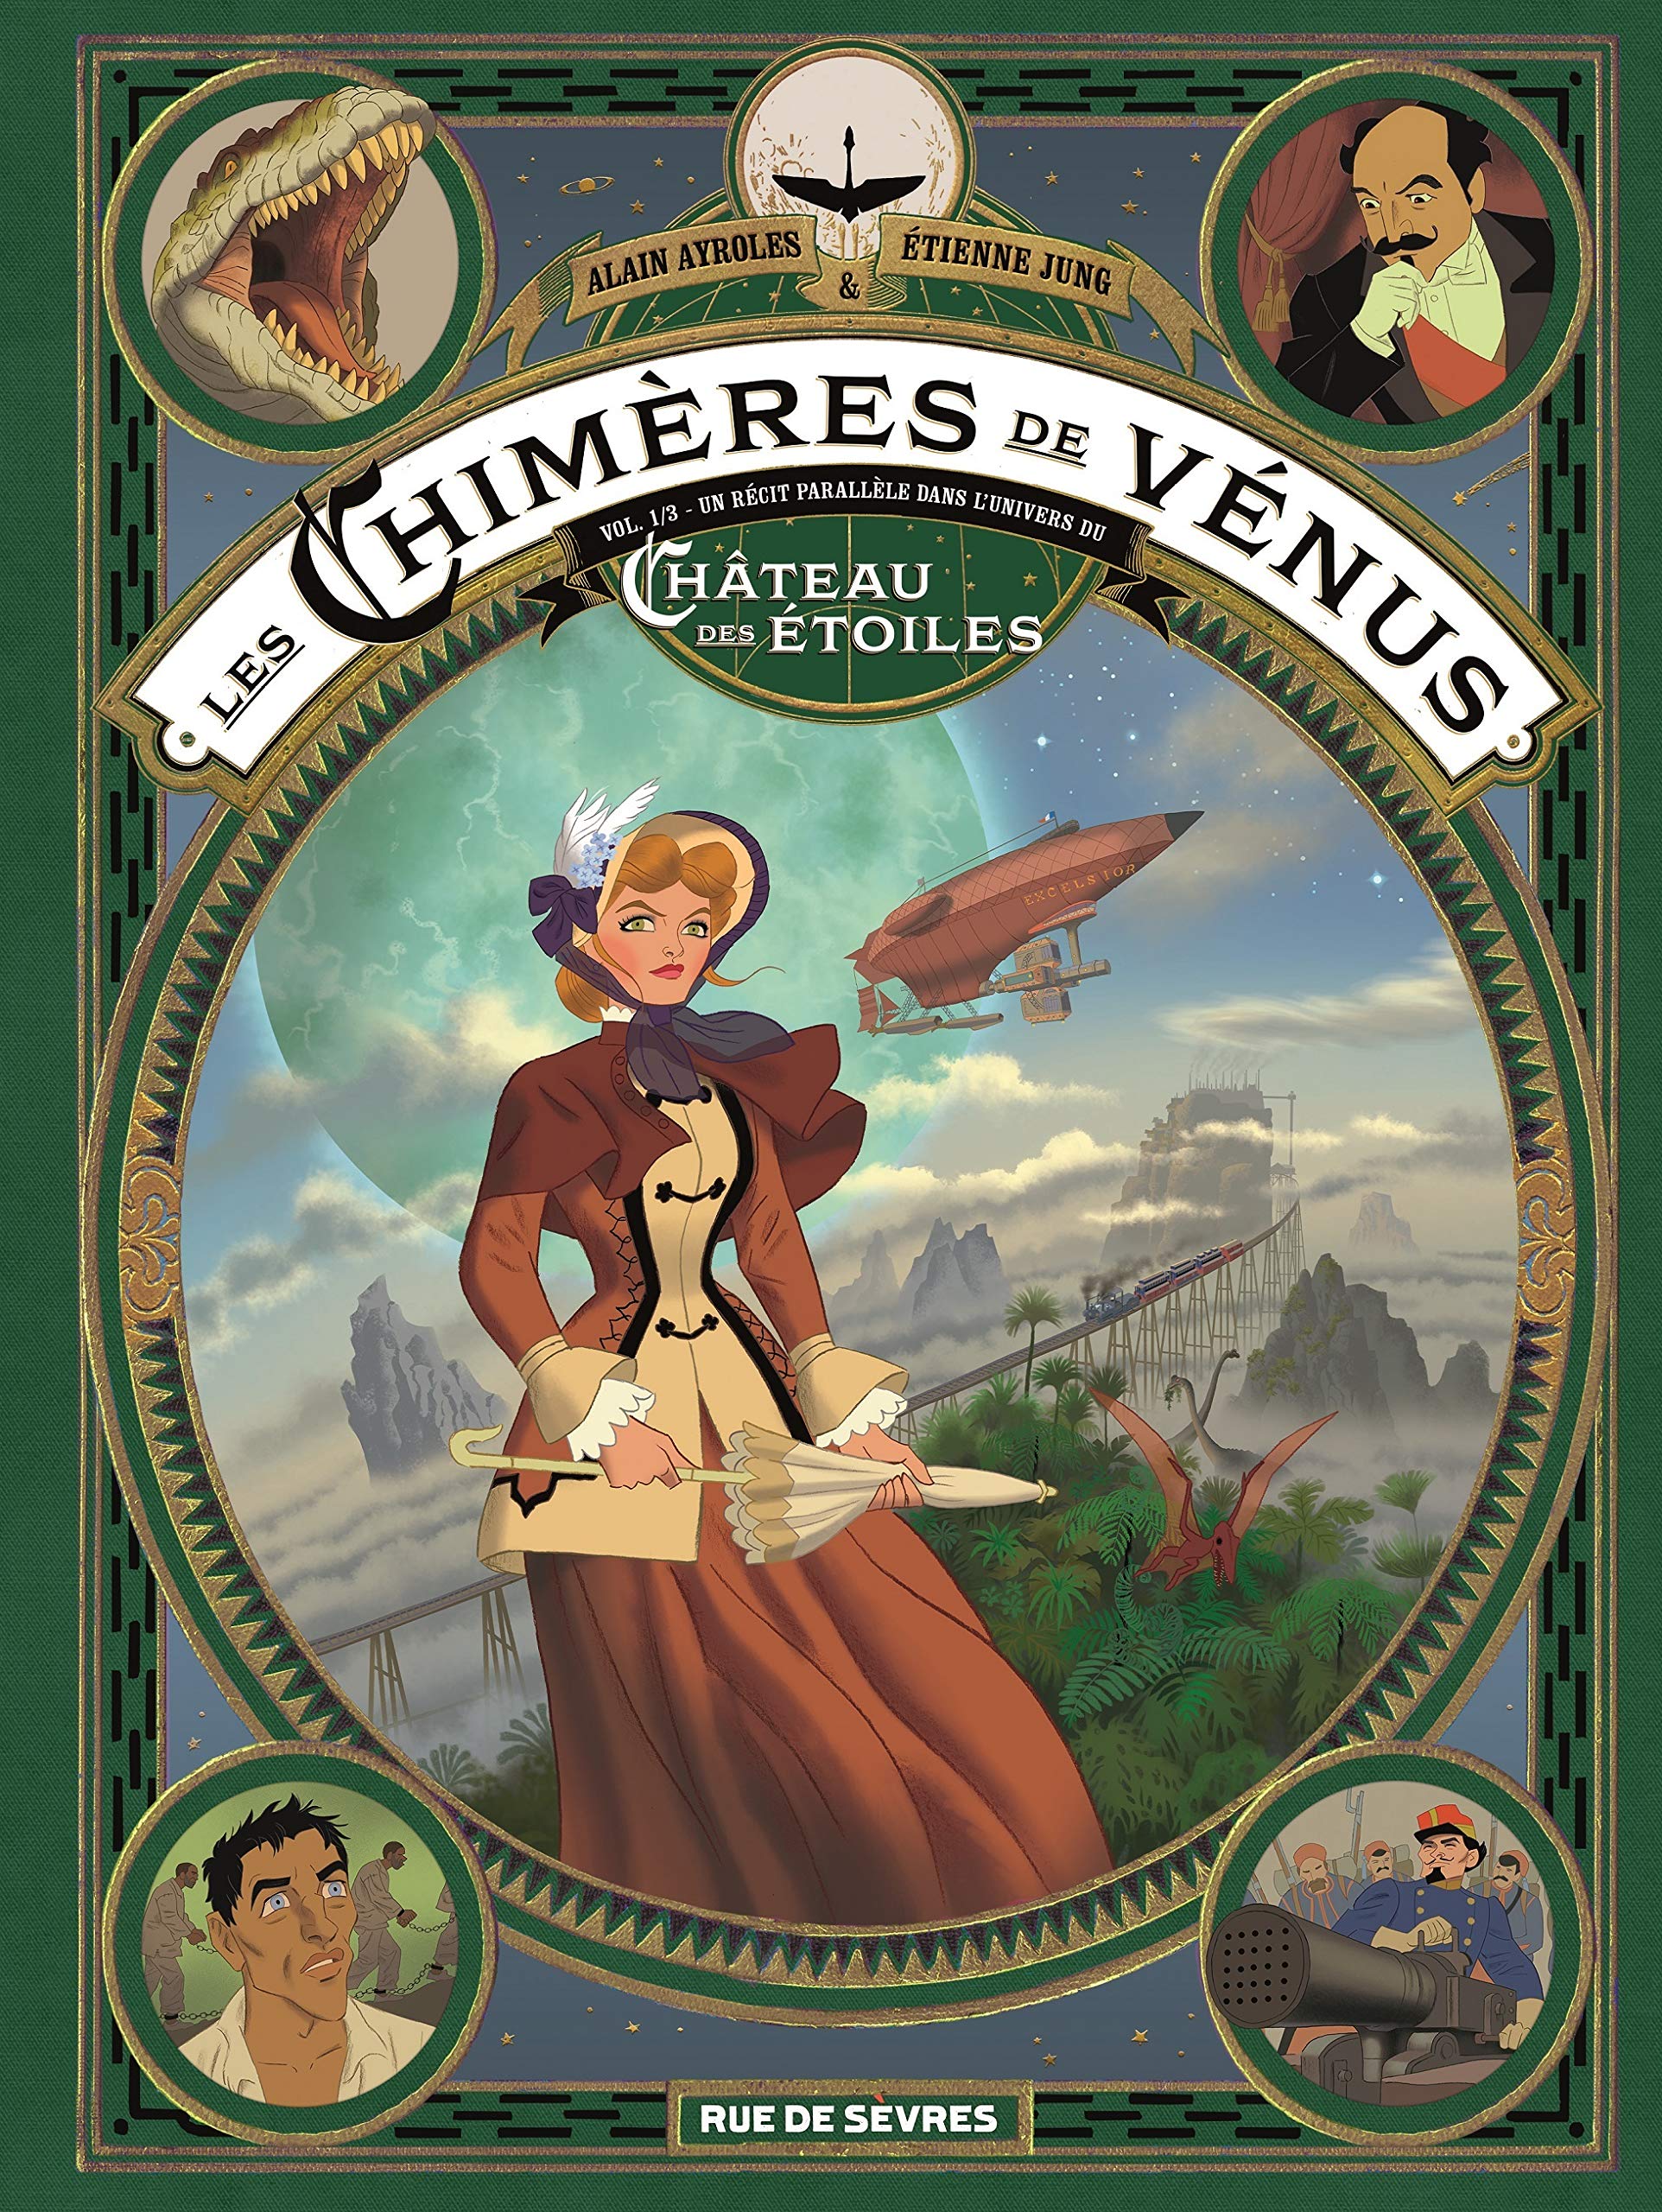 ALAIN AYROLES
&
ÉTIENNE JUNG
LES CHIMÈRES DE VÉNUS
VOL. 1/3 - UN RÉCIT PARALLÈLE DANS L'UNIVERS DU
CHÂTEAU
DES ÉTOILES
EXCELSIOR
RUE DE SÈVRES